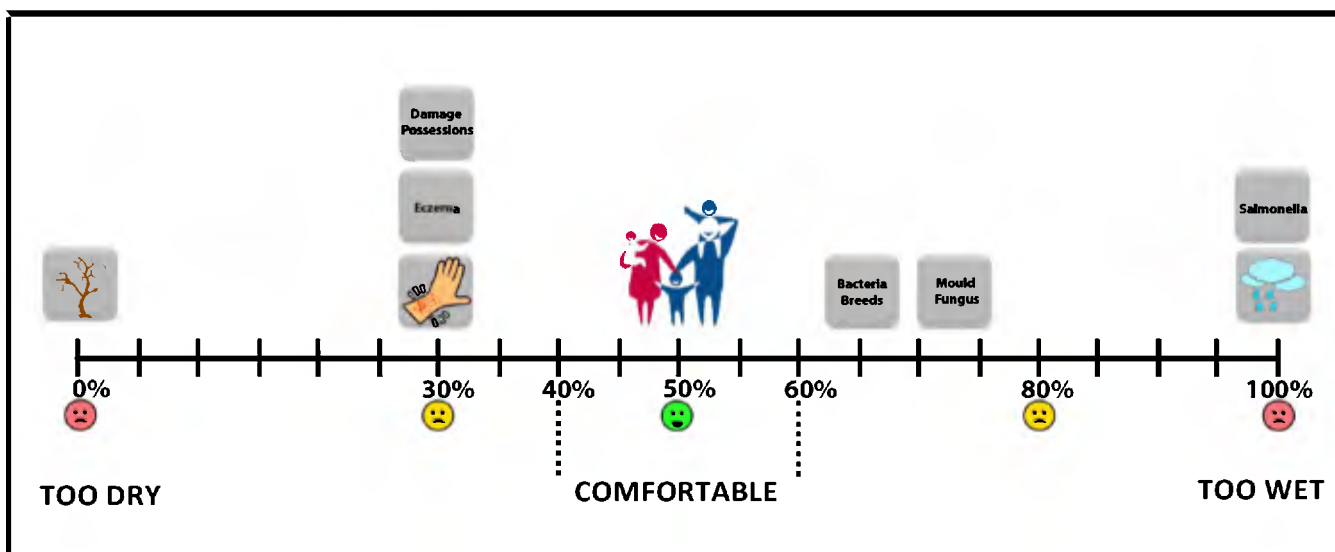 Damage
Possessions
Eczema
Salmonella
Bacteria
Breeds
Mould
Fungus
0%
30%
40%
50%
60%
80%
100%
TOO DRY
COMFORTABLE
TOO WET